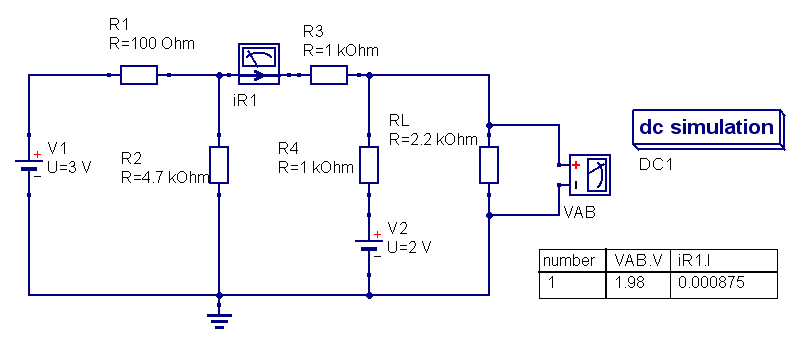 R1
R=100 Ohm
R3
R=1 kOhm
iR1
V1
+
U=3 V
–
R2
R=4.7 kOhm
R4
R=1 kOhm
RL
R=2.2 kOhm
V2
+
U=2 V
–
+
-
VAB
dc simulation
DC1
number VAB.V iR1.I
1 1.98 0.000875